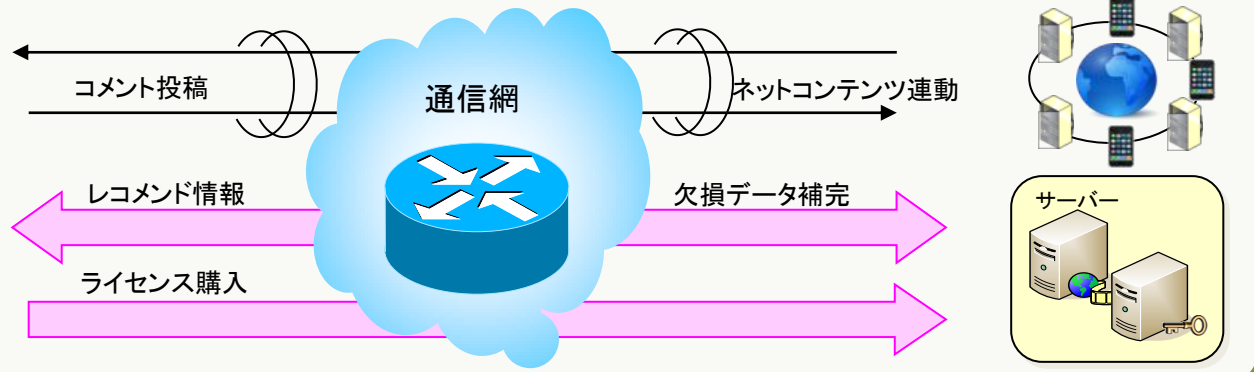 コメント投稿
通信網
ネットコンテンツ連動
レコメンド情報
欠損データ補完
サーバー
ライセンス購入